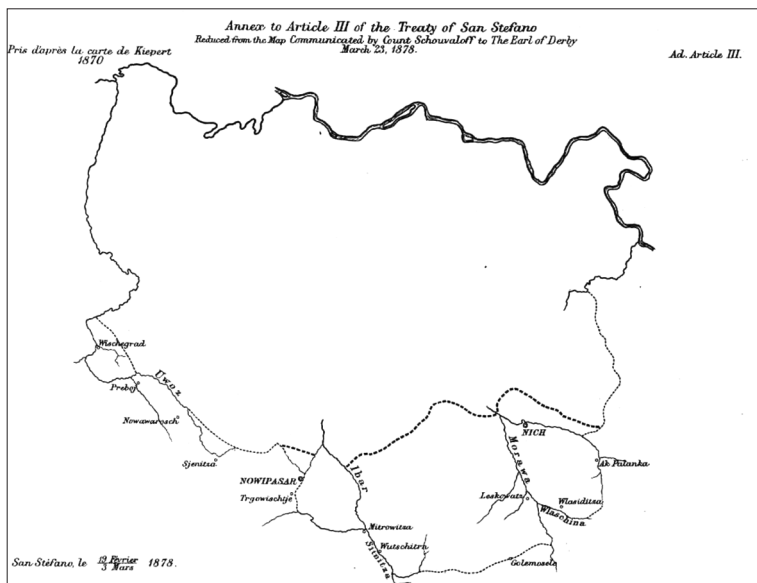 Annex to Article III of the Treaty of San Stefano
Reduced from the Map Communicated by Count Schouvaloff to The Earl of Derby
March 23, 1878.
Pris d'après la carte de Kiepert
1870
Ad. Article III.
Wischegrad
Uwoz
Preboj
Nowawarosch
Sjenitza
NOWIPASAR
Trgowischije
Ibar
Mitrowitza
Sitnitza
Wutschitrn
NICH
Morawa
Ak Palanka
Leskowatz
Wlasiditza
Wlaschina
Golemosele
San Stéfano, le 19 Février / 3 Mars 1878.